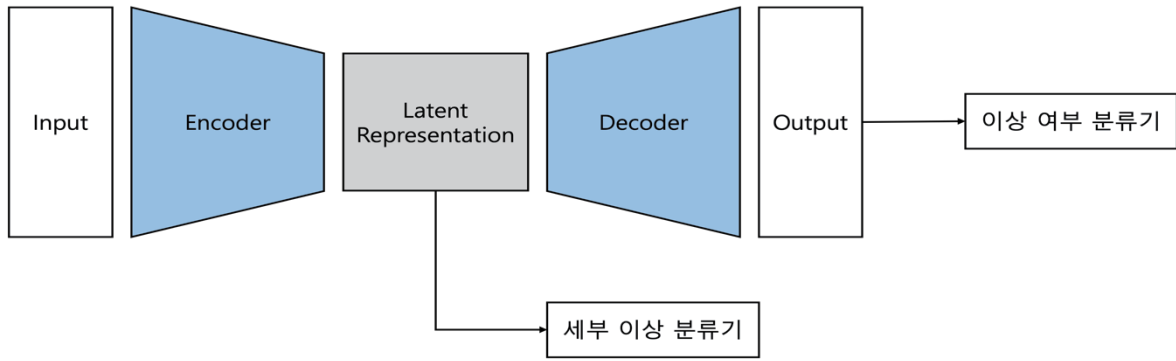 Input
Encoder
Latent
Representation
Decoder
Output
이상 여부 분류기
세부 이상 분류기